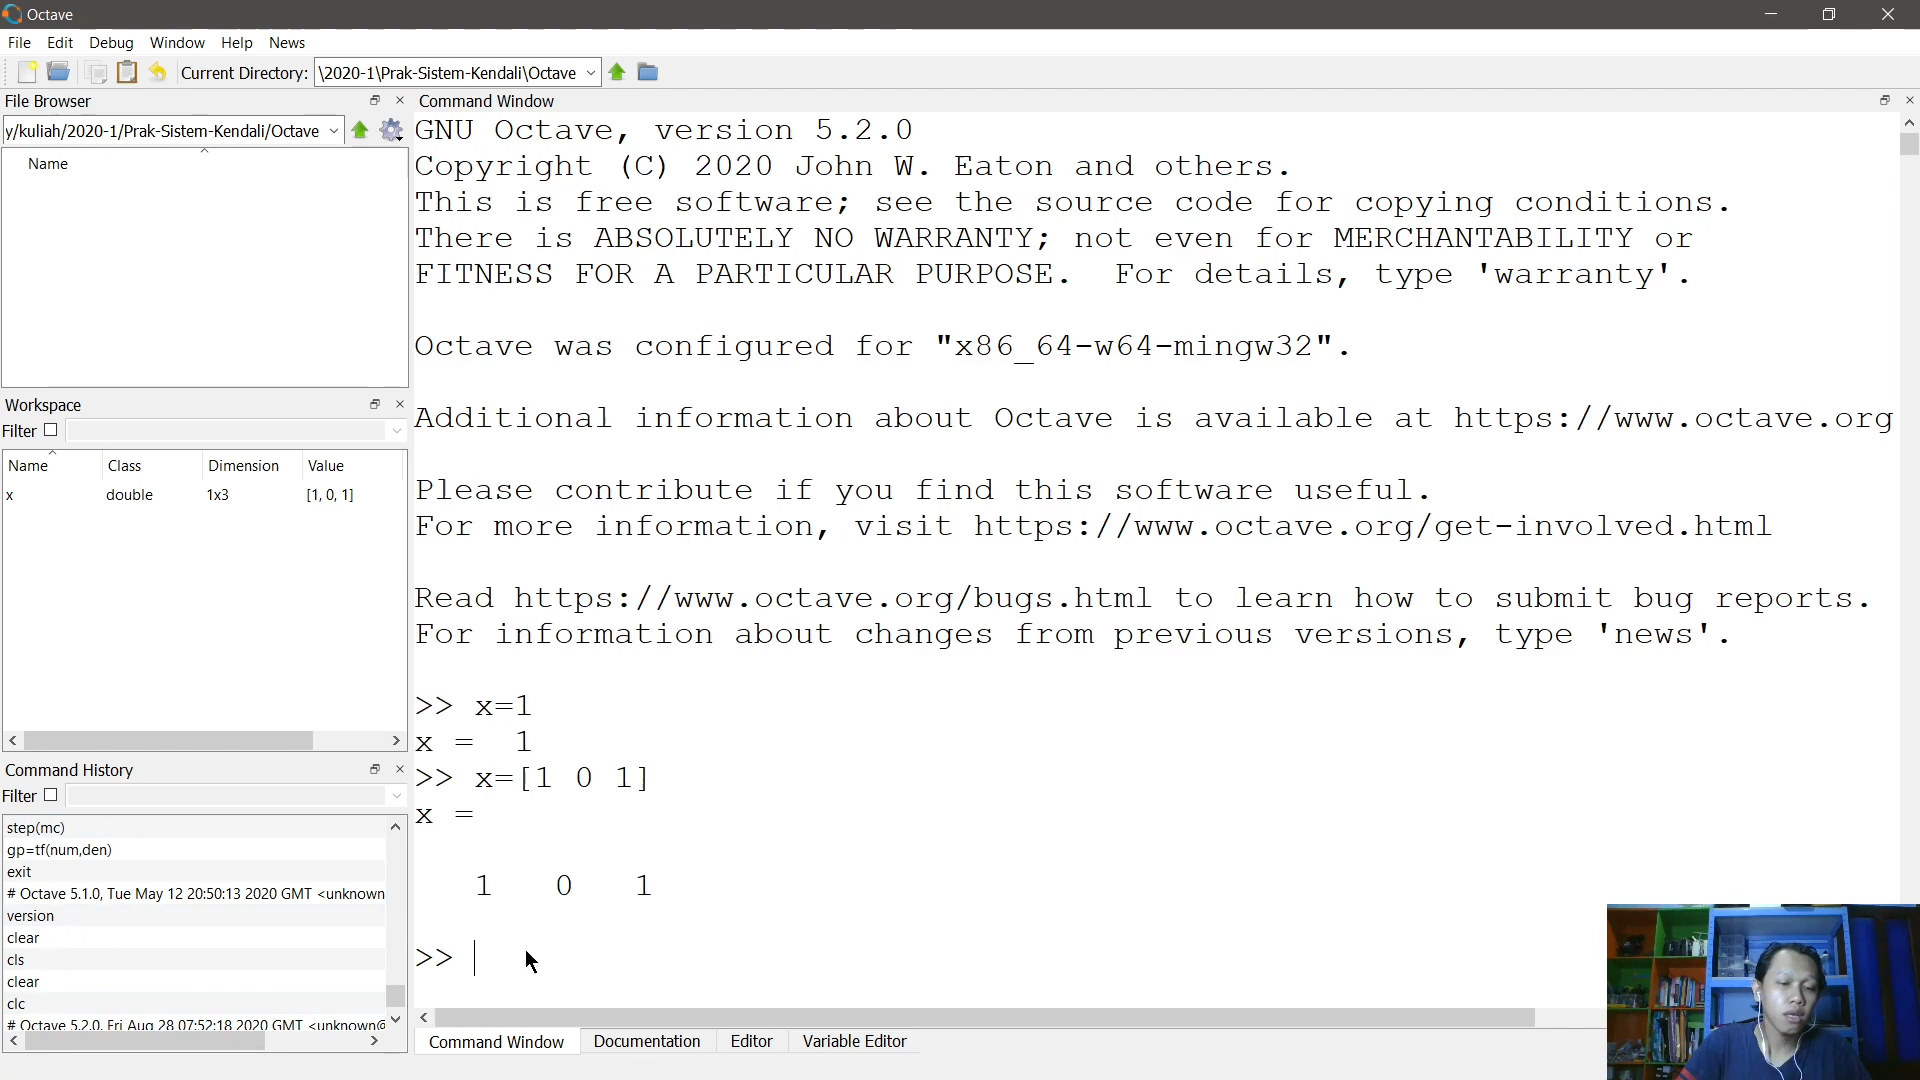 Octave
File Edit Debug Window Help News
Current Directory: \2020-1\Prak-Sistem-Kendali\Octave
File Browser
y/kuliah/2020-1/Prak-Sistem-Kendali/Octave
Name
Workspace
Filter
Name Class Dimension Value
x double 1x3 [1, 0, 1]
Command History
Filter
step(mc)
gp=tf(num,den)
exit
# Octave 5.1.0, Tue May 12 20:50:13 2020 GMT <unknown
version
clear
cls
clear
clc
# Octave 5.2.0, Fri Aug 28 07:52:18 2020 GMT <unknown@
Command Window
GNU Octave, version 5.2.0
Copyright (C) 2020 John W. Eaton and others.
This is free software; see the source code for copying conditions.
There is ABSOLUTELY NO WARRANTY; not even for MERCHANTABILITY or
FITNESS FOR A PARTICULAR PURPOSE.  For details, type 'warranty'.
Octave was configured for "x86_64-w64-mingw32".
Additional information about Octave is available at https://www.octave.org
Please contribute if you find this software useful.
For more information, visit https://www.octave.org/get-involved.html
Read https://www.octave.org/bugs.html to learn how to submit bug reports.
For information about changes from previous versions, type 'news'.
>> x=1
x =  1
>> x=[1 0 1]
x =
1   0   1
>>
Command Window Documentation Editor Variable Editor